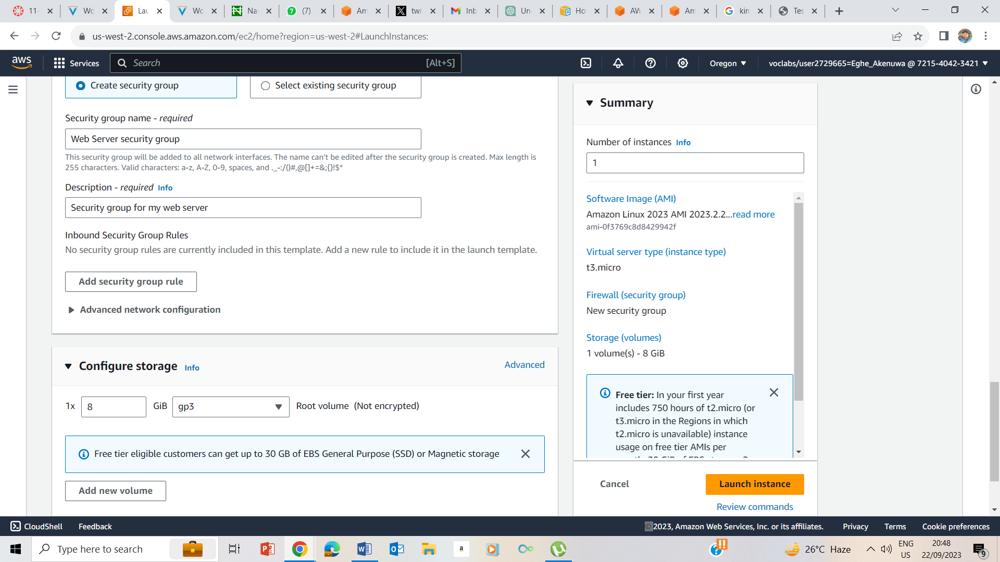 11-
Wo
Lau
Wo
Nai
(7)
Am
twi
Inb
Un
Ho
AW
Am
kin
Tes
us-west-2.console.aws.amazon.com/ec2/home?region=us-west-2#LaunchInstances:
aws
Services
Search
[Alt+S]
Oregon
voclabs/user2729665=Eghe_Akenuwa @ 7215-4042-3421
Create security group
Select existing security group
Security group name - required
Web Server security group
This security group will be added to all network interfaces. The name can't be edited after the security group is created. Max length is
255 characters. Valid characters: a-z, A-Z, 0-9, spaces, and ._-:/()#,@[]+=&;{}!$*
Description - required Info
Security group for my web server
Inbound Security Group Rules
No security group rules are currently included in this template. Add a new rule to include it in the launch template.
Add security group rule
Advanced network configuration
Configure storage Info
Advanced
1x
8
GiB
gp3
Root volume (Not encrypted)
Free tier eligible customers can get up to 30 GB of EBS General Purpose (SSD) or Magnetic storage
Add new volume
Summary
Number of instances Info
1
Software Image (AMI)
Amazon Linux 2023 AMI 2023.2.2...read more
ami-0f3769c8d8429942f
Virtual server type (instance type)
t3.micro
Firewall (security group)
New security group
Storage (volumes)
1 volume(s) - 8 GiB
Free tier: In your first year
includes 750 hours of t2.micro (or
t3.micro in the Regions in which
t2.micro is unavailable) instance
usage on free tier AMIs per
Cancel
Launch instance
Review commands
CloudShell
Feedback
© 2023, Amazon Web Services, Inc. or its affiliates.
Privacy
Terms
Cookie preferences
Type here to search
a
26°C Haze
ENG
US
20:48
22/09/2023
9